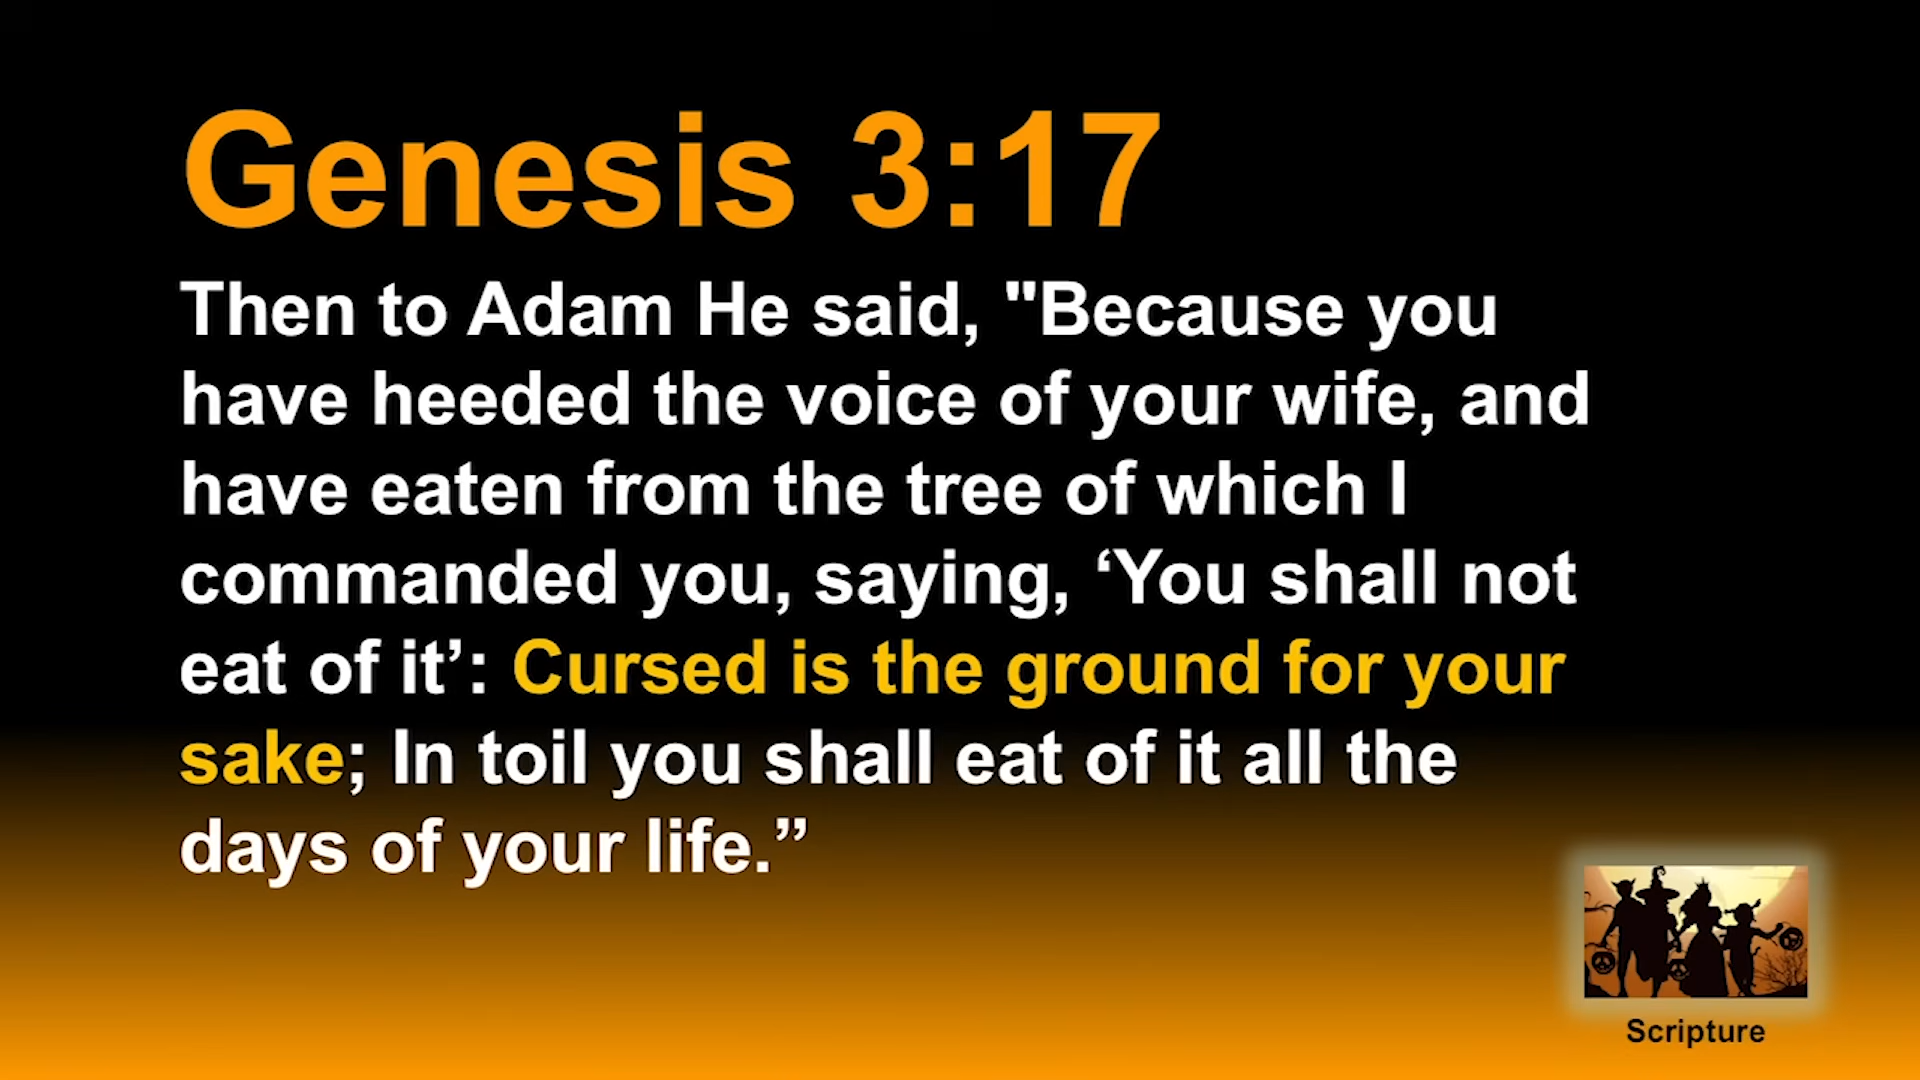 Genesis 3:17
Then to Adam He said, "Because you
have heeded the voice of your wife, and
have eaten from the tree of which I
commanded you, saying, ‘You shall not
eat of it’: Cursed is the ground for your
sake; In toil you shall eat of it all the
days of your life.”
Scripture